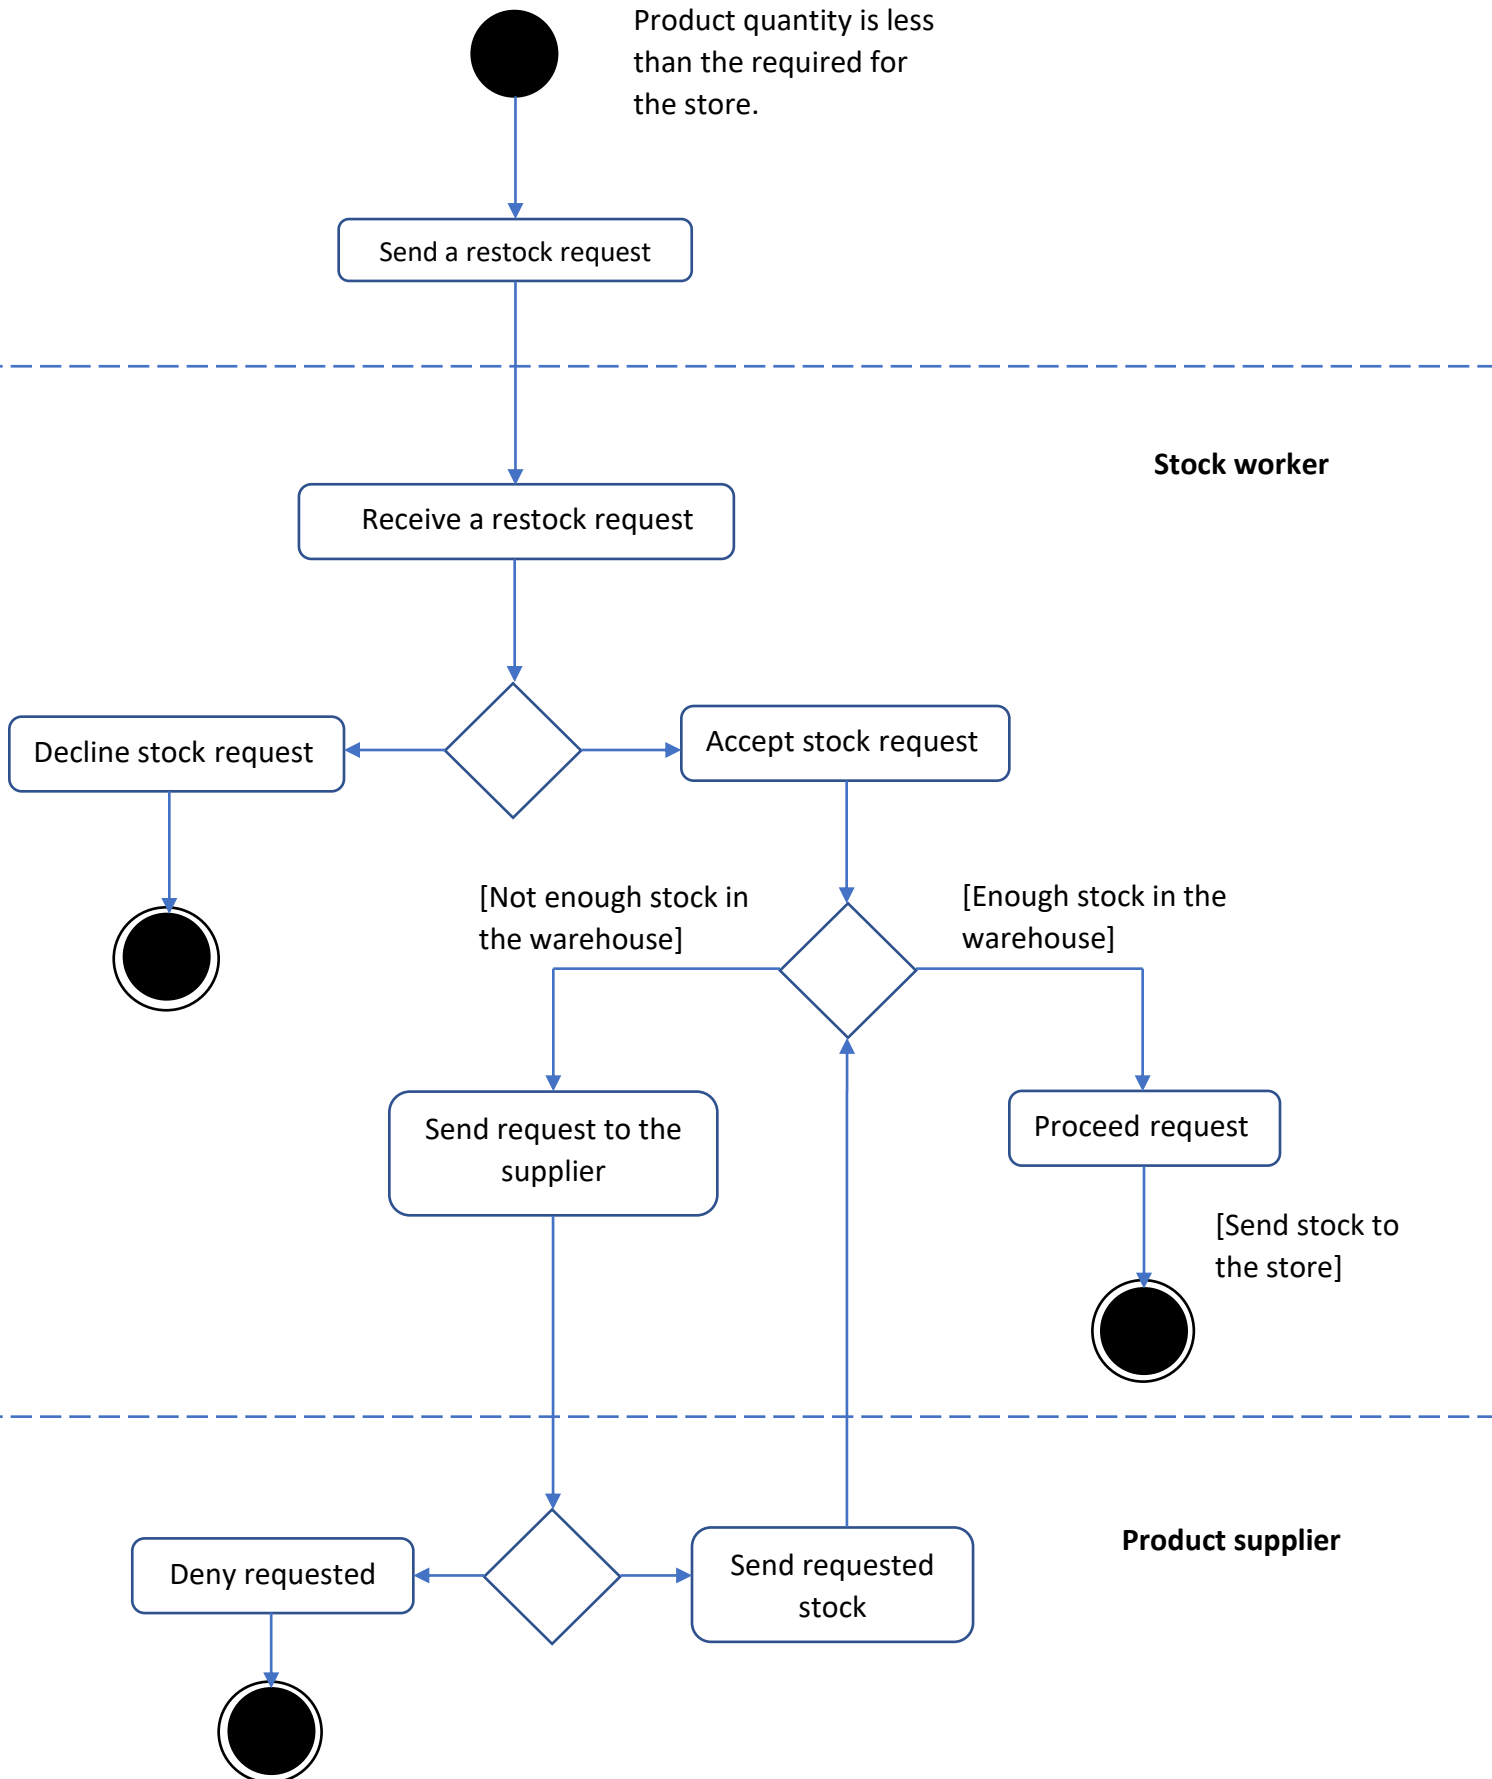 Product quantity is less
than the required for
the store.
Send a restock request
Stock worker
Receive a restock request
Decline stock request
Accept stock request
[Not enough stock in
the warehouse]
[Enough stock in the
warehouse]
Send request to the
supplier
Proceed request
[Send stock to
the store]
Product supplier
Deny requested
Send requested
stock